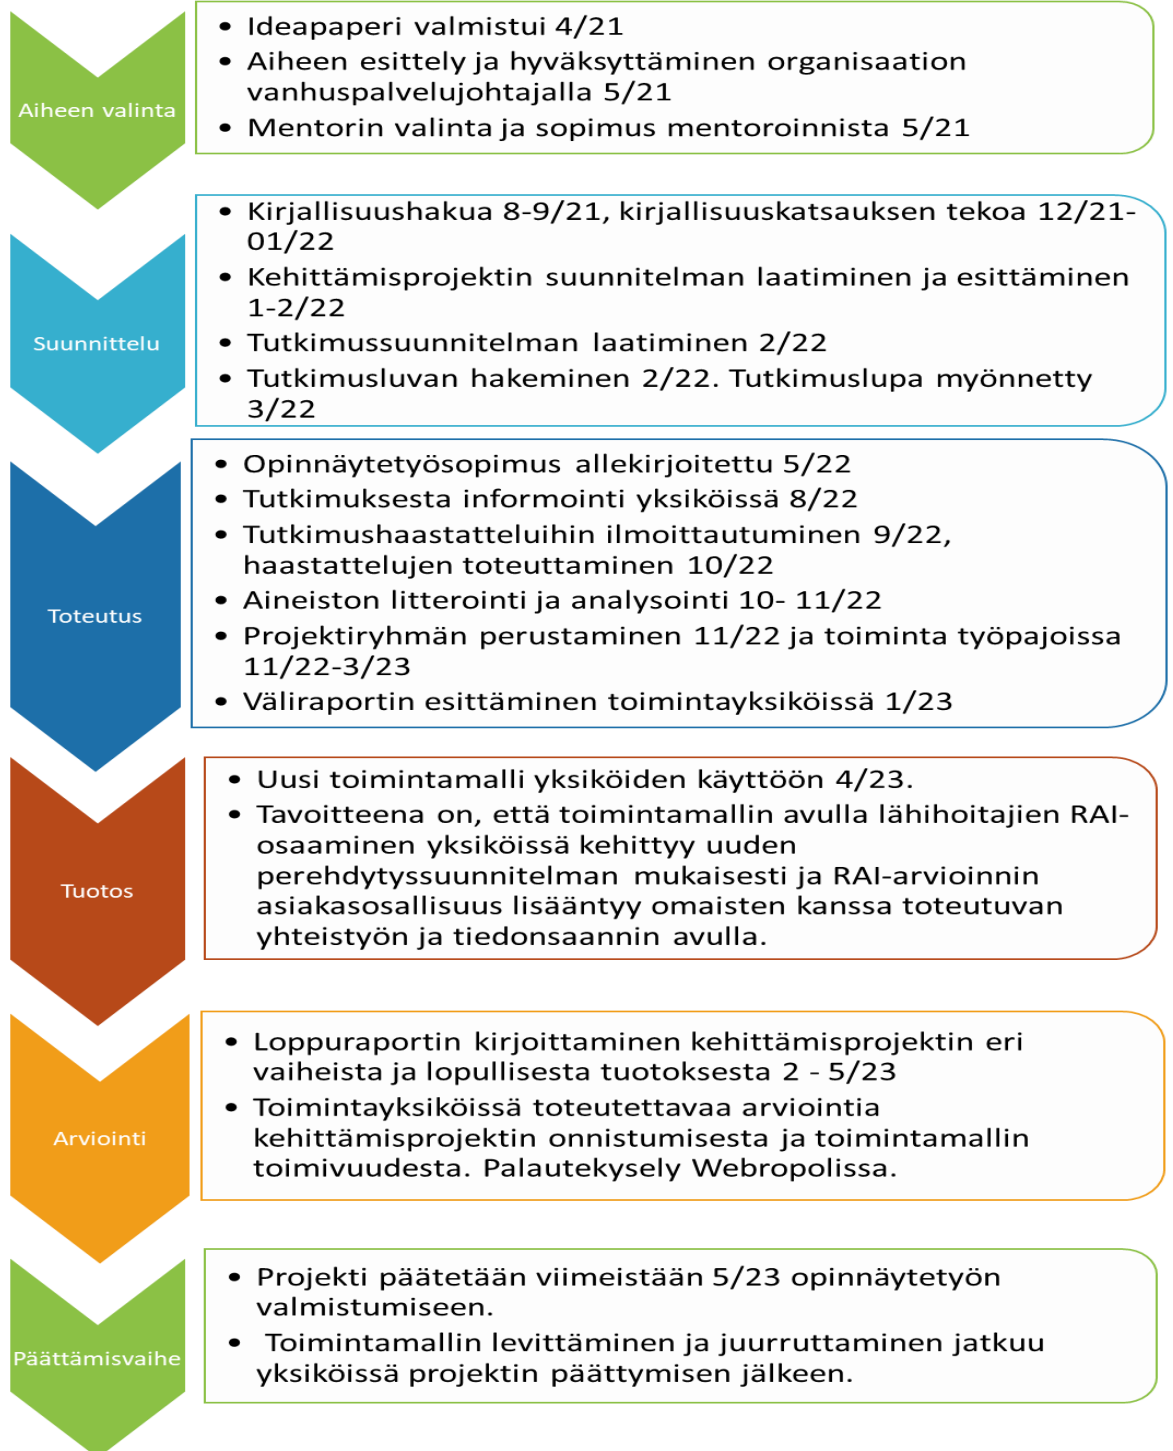 Aiheen valinta
• Ideapaperi valmistui 4/21
• Aiheen esittely ja hyväksyttäminen organisaation
vanhuspalvelujohtajalla 5/21
• Mentorin valinta ja sopimus mentoroinnista 5/21
Suunnittelu
• Kirjallisuushakua 8-9/21, kirjallisuuskatsauksen tekoa 12/21-
01/22
• Kehittämisprojektin suunnitelman laatiminen ja esittäminen
1-2/22
• Tutkimussuunnitelman laatiminen 2/22
• Tutkimusluvan hakeminen 2/22. Tutkimuslupa myönnetty
3/22
Toteutus
• Opinnäytetyösopimus allekirjoitettu 5/22
• Tutkimuksesta informointi yksiköissä 8/22
• Tutkimushaastatteluihin ilmoittautuminen 9/22,
haastattelujen toteuttaminen 10/22
• Aineiston litterointi ja analysointi 10- 11/22
• Projektiryhmän perustaminen 11/22 ja toiminta työpajoissa
11/22-3/23
• Väliraportin esittäminen toimintayksiköissä 1/23
Tuotos
• Uusi toimintamalli yksiköiden käyttöön 4/23.
• Tavoitteena on, että toimintamallin avulla lähihoitajien RAI-
osaaminen yksiköissä kehittyy uuden
perehdytyssuunnitelman mukaisesti ja RAI-arvioinnin
asiakasosallisuus lisääntyy omaisten kanssa toteutuvan
yhteistyön ja tiedonsaannin avulla.
Arviointi
• Loppuraportin kirjoittaminen kehittämisprojektin eri
vaiheista ja lopullisesta tuotoksesta 2 - 5/23
• Toimintayksiköissä toteutettavaa arviointia
kehittämisprojektin onnistumisesta ja toimintamallin
toimivuudesta. Palautekysely Webropolissa.
Päättämisvaihe
• Projekti päätetään viimeistään 5/23 opinnäytetyön
valmistumiseen.
• Toimintamallin levittäminen ja juurruttaminen jatkuu
yksiköissä projektin päättymisen jälkeen.